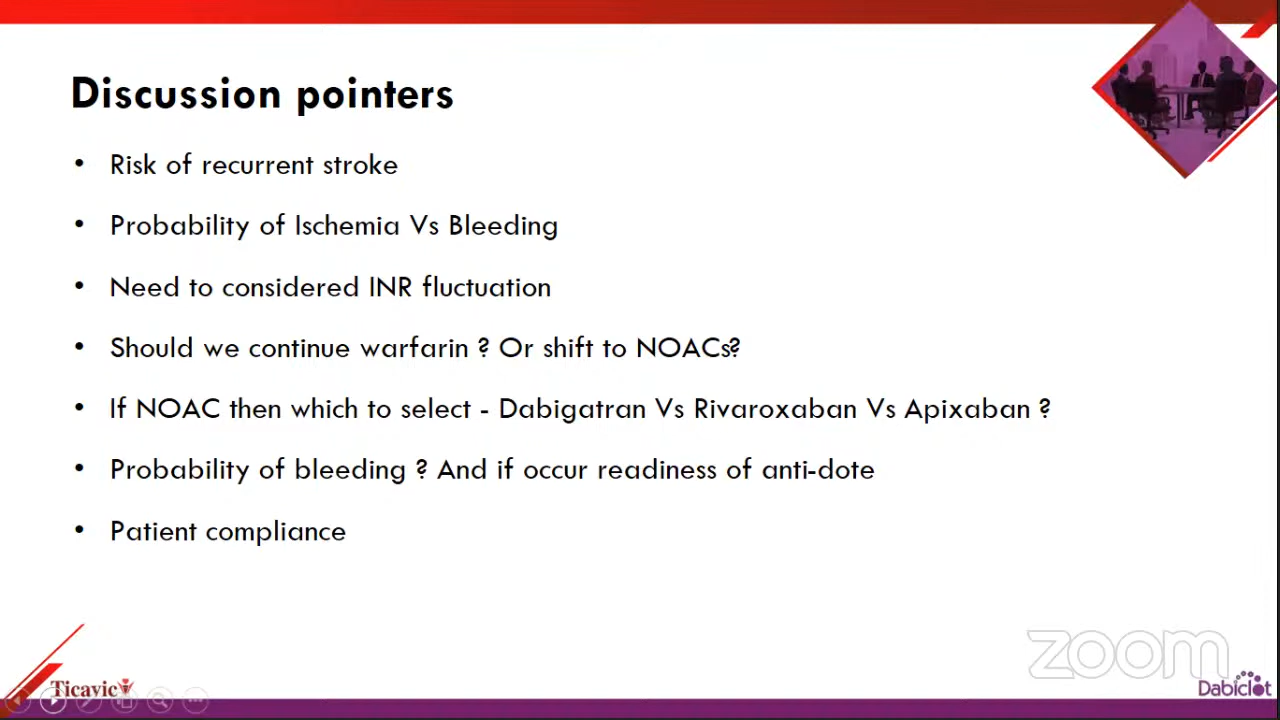 Discussion pointers
• Risk of recurrent stroke
• Probability of Ischemia Vs Bleeding
• Need to considered INR fluctuation
• Should we continue warfarin ? Or shift to NOACs?
• If NOAC then which to select - Dabigatran Vs Rivaroxaban Vs Apixaban ?
• Probability of bleeding ? And if occur readiness of anti-dote
• Patient compliance
zoom
Ticavic
Dabiclot